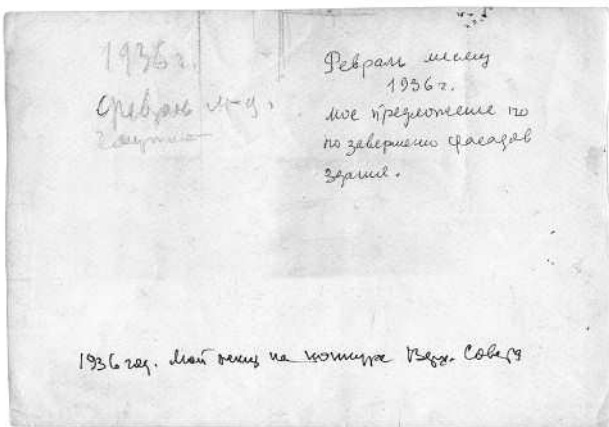 1936г.
февраль м-ц.
Февраль месяц
1936г.
мое предложение по
по завершению фасадов
здания.
1936 год. Мой эскиз на конкурс Верх. Совета